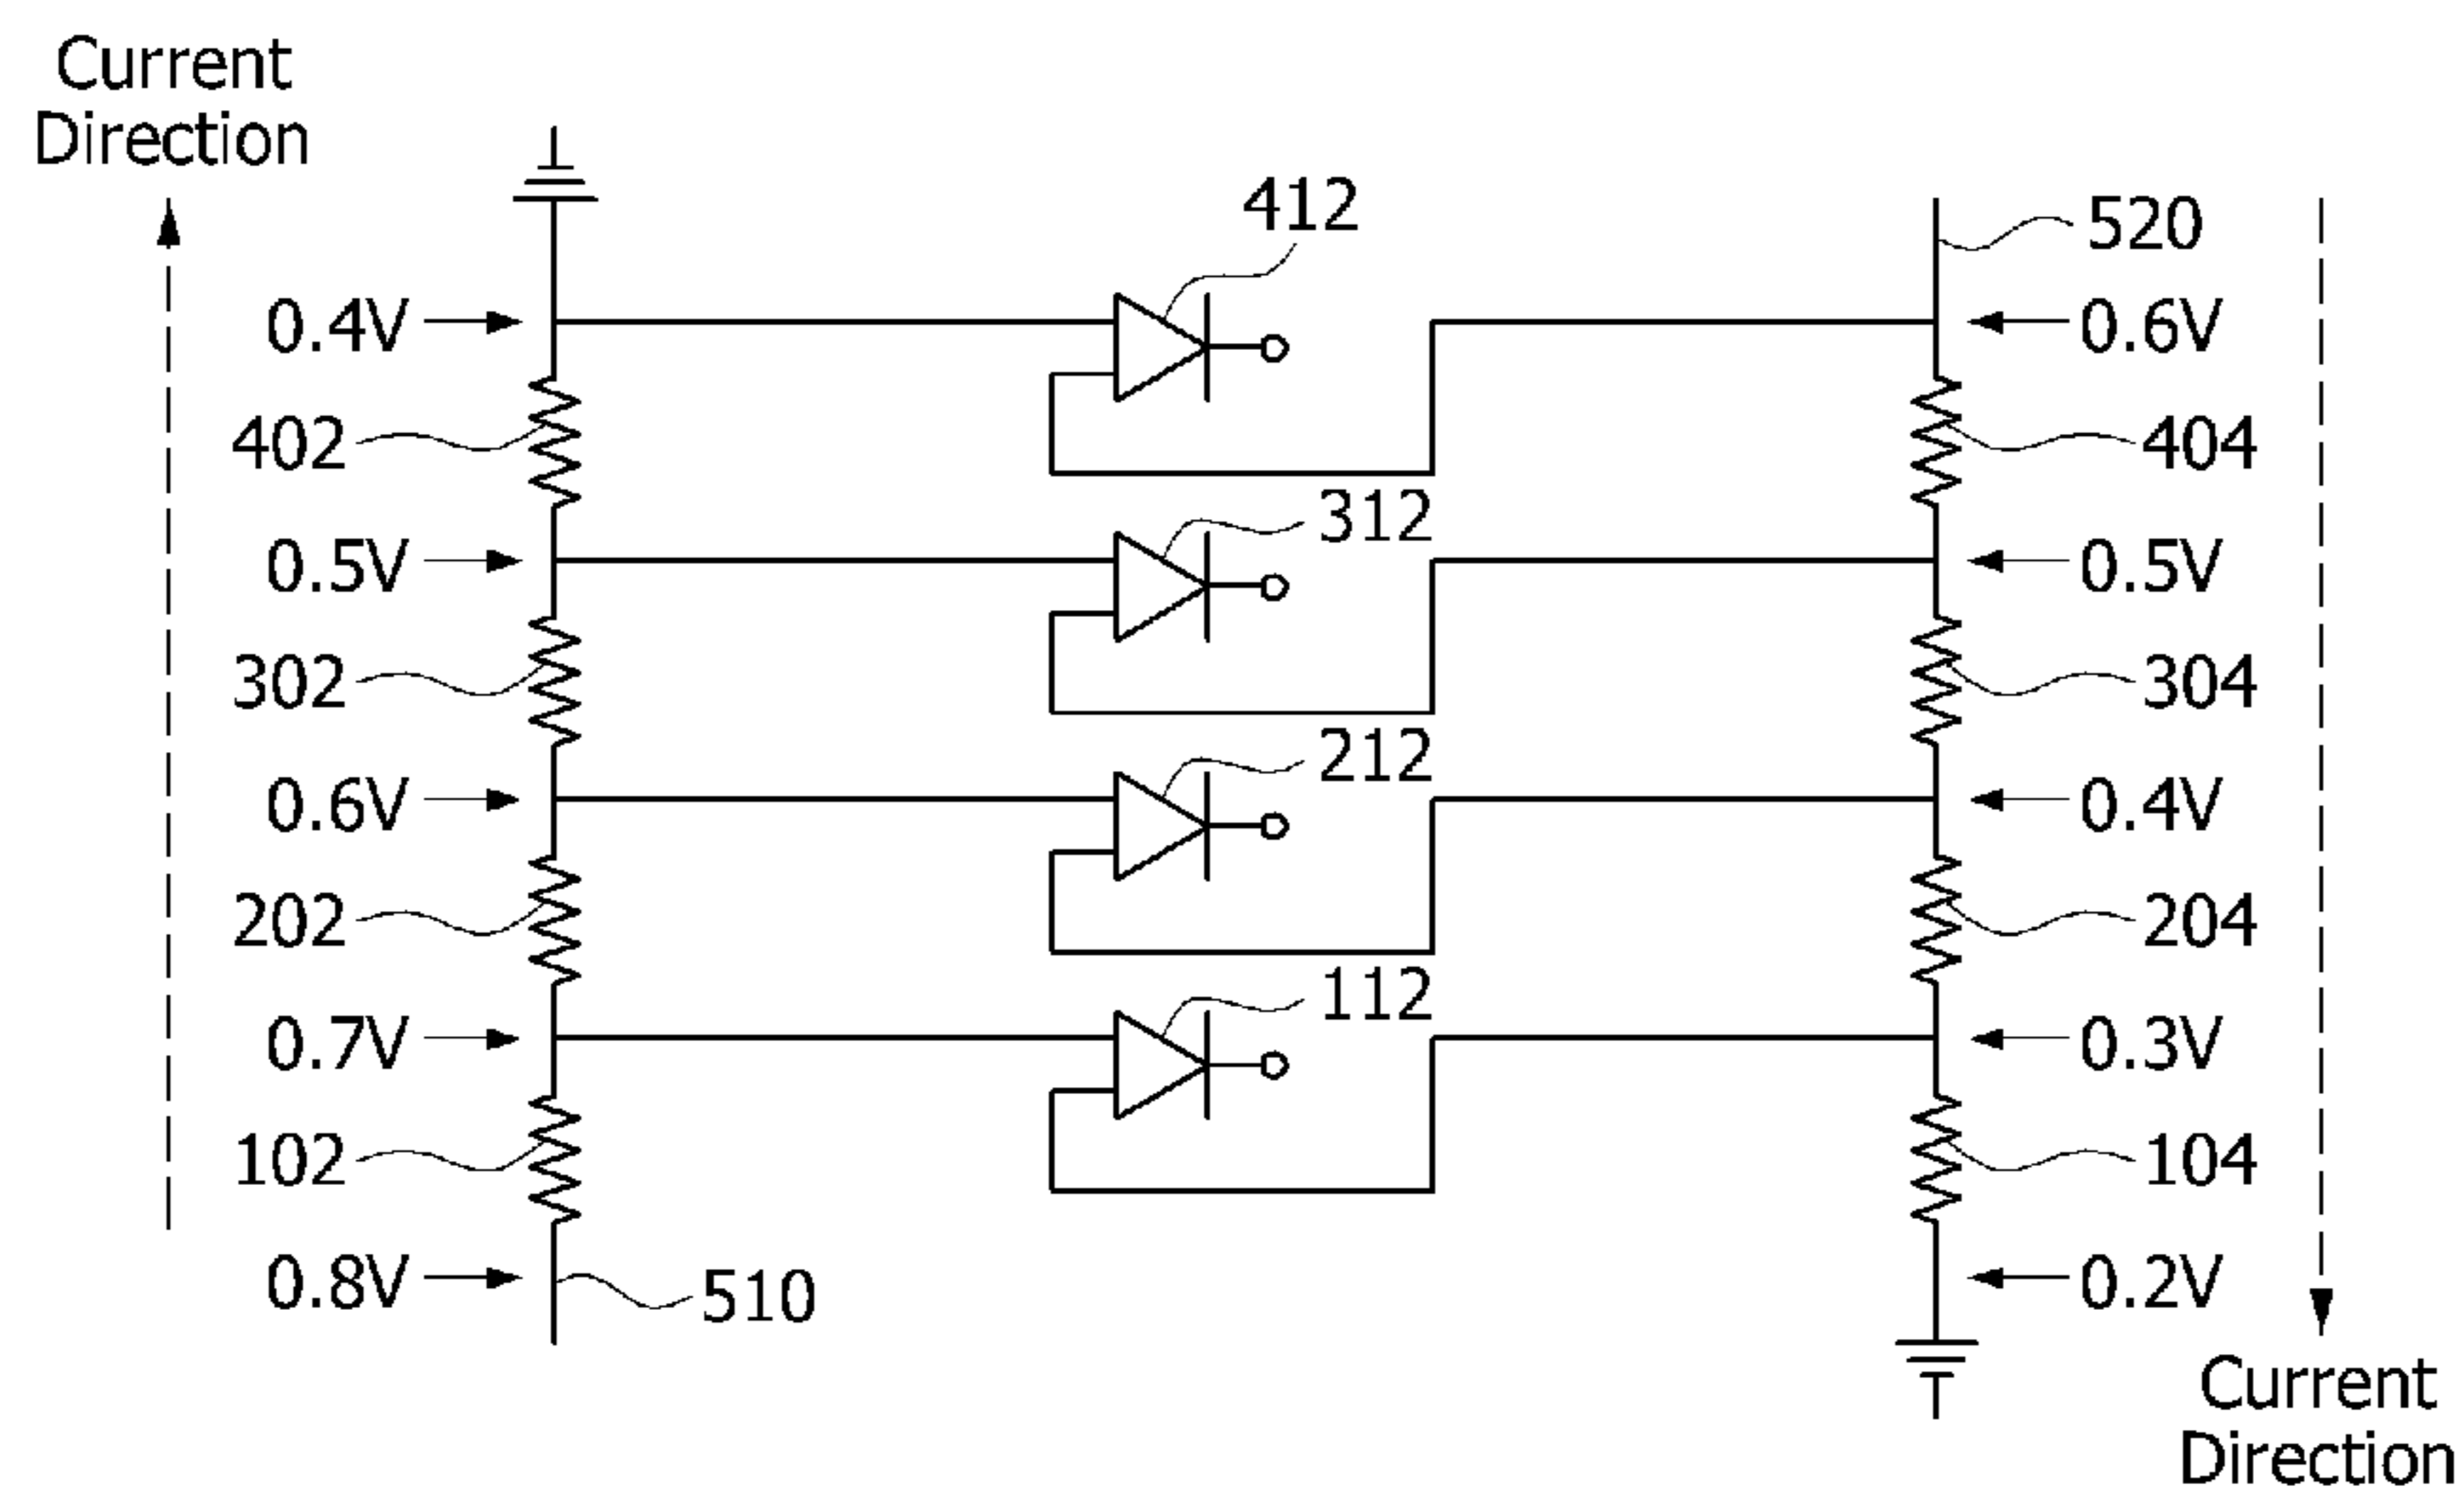 Current
Direction
412
520
0.4V
0.6V
402
404
312
0.5V
0.5V
302
304
212
0.6V
0.4V
202
204
112
0.7V
0.3V
102
104
0.8V
510
0.2V
Current
Direction